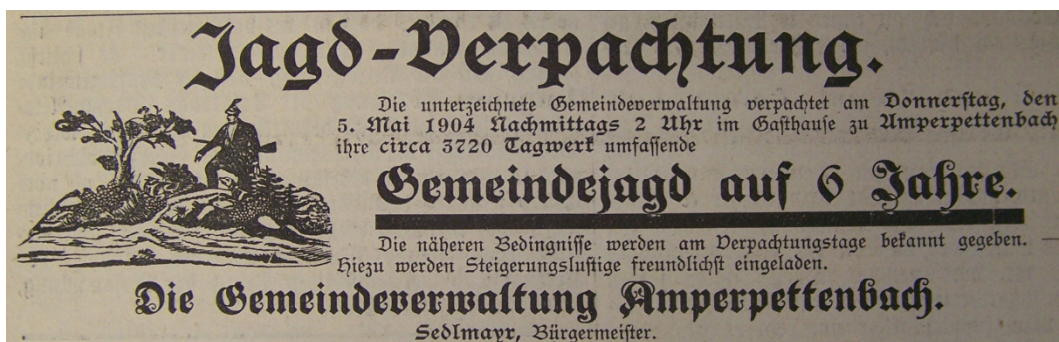 Jagd-Verpachtung.
Die unterzeichnete Gemeindeverwaltung verpachtet am Donnerstag, den
5. Mai 1904 Nachmittags 2 Uhr im Gasthause zu Amperpettenbach
ihre circa 3720 Tagwerk umfassende
Gemeindejagd auf 6 Jahre.
Die näheren Bedingnisse werden am Verpachtungstage bekannt gegeben.
Hiezu werden Steigerungslustige freundlichst eingeladen.
Die Gemeindeverwaltung Amperpettenbach.
Sedlmayr, Bürgermeister.